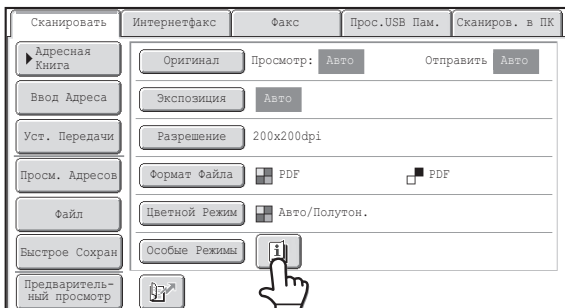 Сканировать Интернетфакс Факс Прос.USB Пам. Сканиров. в ПК
Адресная
Книга
Оригинал Просмотр: Авто Отправить Авто
Ввод Адреса Экспозиция Авто
Уст. Передачи Разрешение 200x200dpi
Просм. Адресов Формат Файла PDF PDF
Файл Цветной Режим Авто/Полутон.
Быстрое Сохран Особые Режимы
Предваритель-
ный просмотр